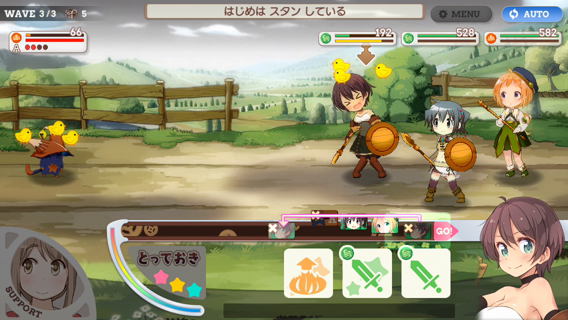 WAVE 3/3 5
はじめは スタン している
MENU
AUTO
66
A
192
528
582
GO!
とっておき
SUPPORT